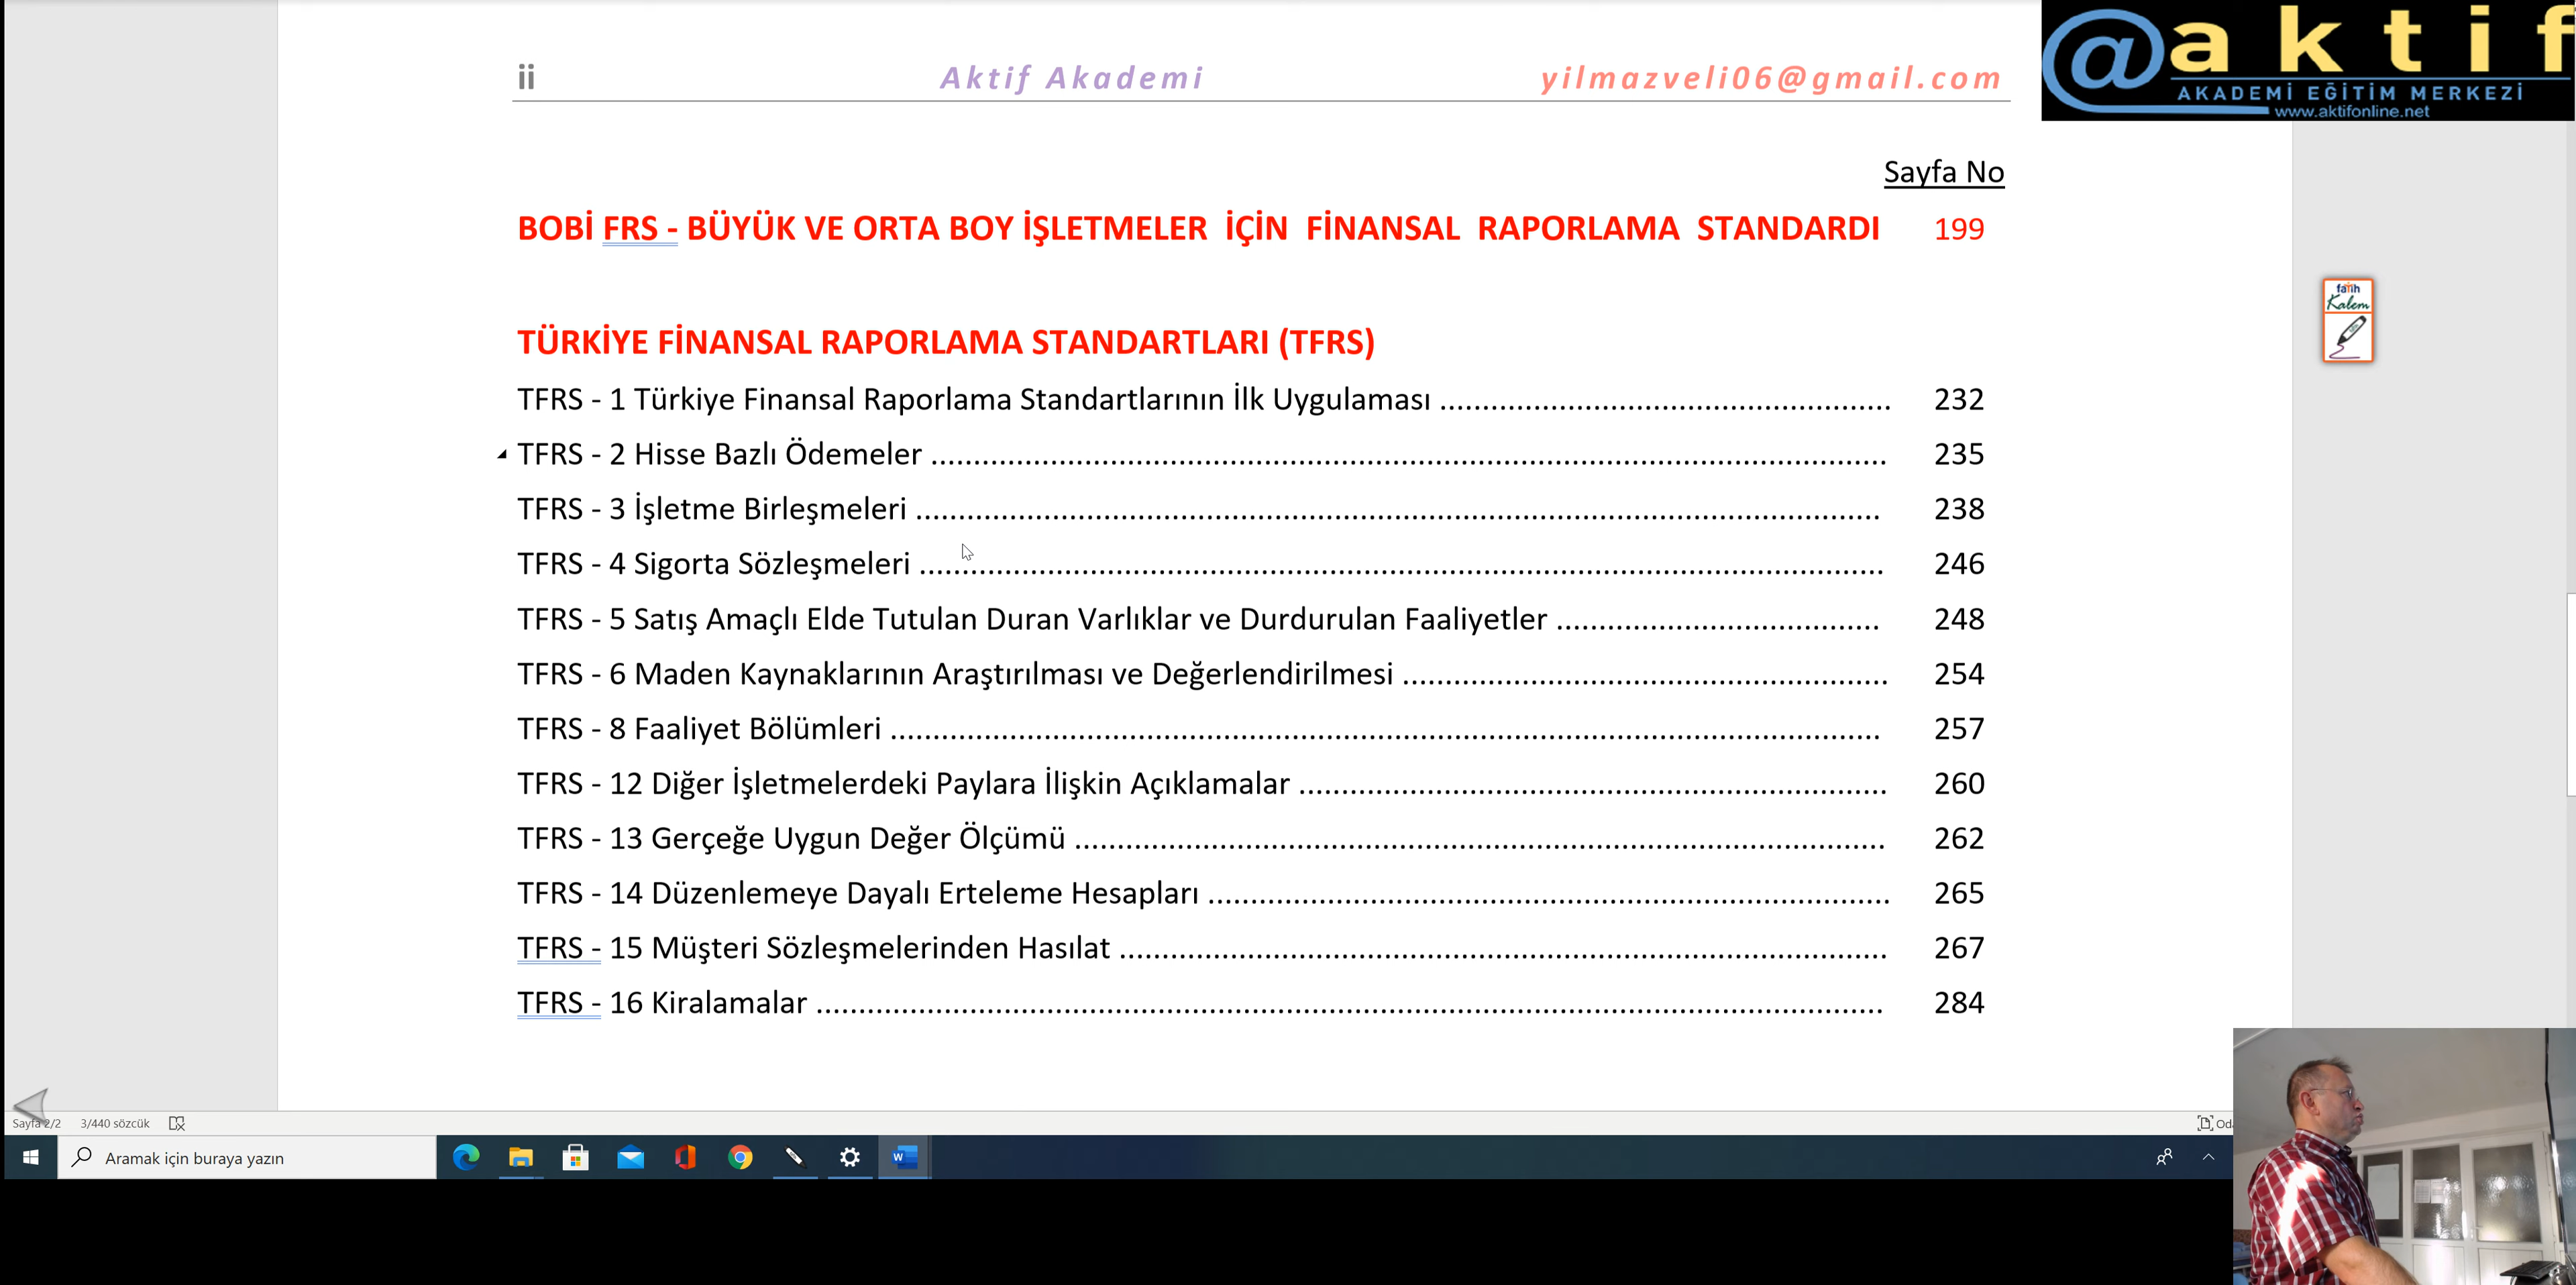 ii Aktif Akademi yilmazveli06@gmail.com
@aktif
AKADEMİ EĞİTİM MERKEZİ
www.aktifonline.net
Sayfa No
BOBİ FRS - BÜYÜK VE ORTA BOY İŞLETMELER İÇİN FİNANSAL RAPORLAMA STANDARDI 199
fatih
Kalem
TÜRKİYE FİNANSAL RAPORLAMA STANDARTLARI (TFRS)
TFRS - 1 Türkiye Finansal Raporlama Standartlarının İlk Uygulaması ........ 232
TFRS - 2 Hisse Bazlı Ödemeler ........ 235
TFRS - 3 İşletme Birleşmeleri ........ 238
TFRS - 4 Sigorta Sözleşmeleri ........ 246
TFRS - 5 Satış Amaçlı Elde Tutulan Duran Varlıklar ve Durdurulan Faaliyetler ........ 248
TFRS - 6 Maden Kaynaklarının Araştırılması ve Değerlendirilmesi ........ 254
TFRS - 8 Faaliyet Bölümleri ........ 257
TFRS - 12 Diğer İşletmelerdeki Paylara İlişkin Açıklamalar ........ 260
TFRS - 13 Gerçeğe Uygun Değer Ölçümü ........ 262
TFRS - 14 Düzenlemeye Dayalı Erteleme Hesapları ........ 265
TFRS - 15 Müşteri Sözleşmelerinden Hasılat ........ 267
TFRS - 16 Kiralamalar ........ 284
Sayfa 2/2 3/440 sözcük
Aramak için buraya yazın